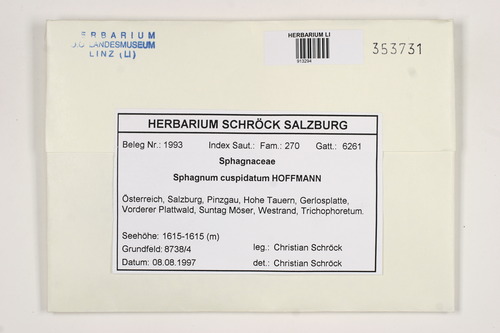 ERBARIUM
LANDESMUSEUM
LINZ (LI)
HERBARIUM LI
913294
353731
HERBARIUM SCHRÖCK SALZBURG
Beleg Nr.: 1993 Index Saut.: Fam.: 270 Gatt.: 6261
Sphagnaceae
Sphagnum cuspidatum HOFFMANN
Österreich, Salzburg, Pinzgau, Hohe Tauern, Gerlosplatte,
Vorderer Plattwald, Suntag Möser, Westrand, Trichophoretum.
Seehöhe: 1615-1615 (m)
Grundfeld: 8738/4 leg.: Christian Schröck
Datum: 08.08.1997 det.: Christian Schröck